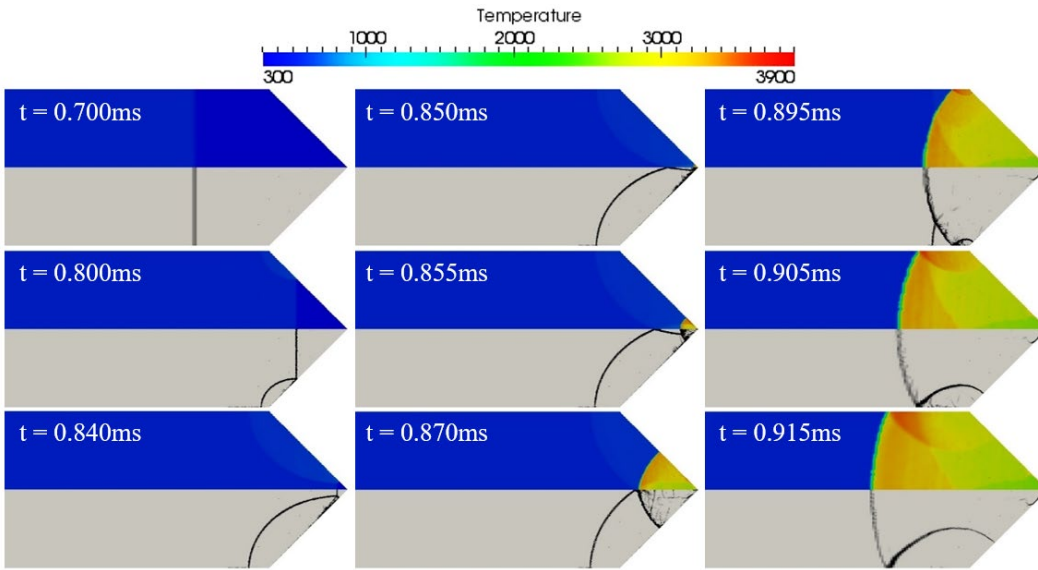 Temperature
1000 2000 3000
300 3900
t = 0.700ms
t = 0.850ms
t = 0.895ms
t = 0.800ms
t = 0.855ms
t = 0.905ms
t = 0.840ms
t = 0.870ms
t = 0.915ms